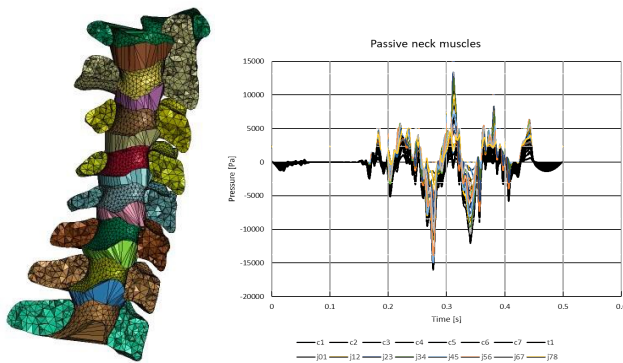 Passive neck muscles
15000
10000
5000
0
-5000
-10000
-15000
-20000
Pressure [Pa]
0 0.1 0.2 0.3 0.4 0.5 0.6
Time [s]
c1 c2 c3 c4 c5 c6 c7 t1
j01 j12 j23 j34 j45 j56 j67 j78